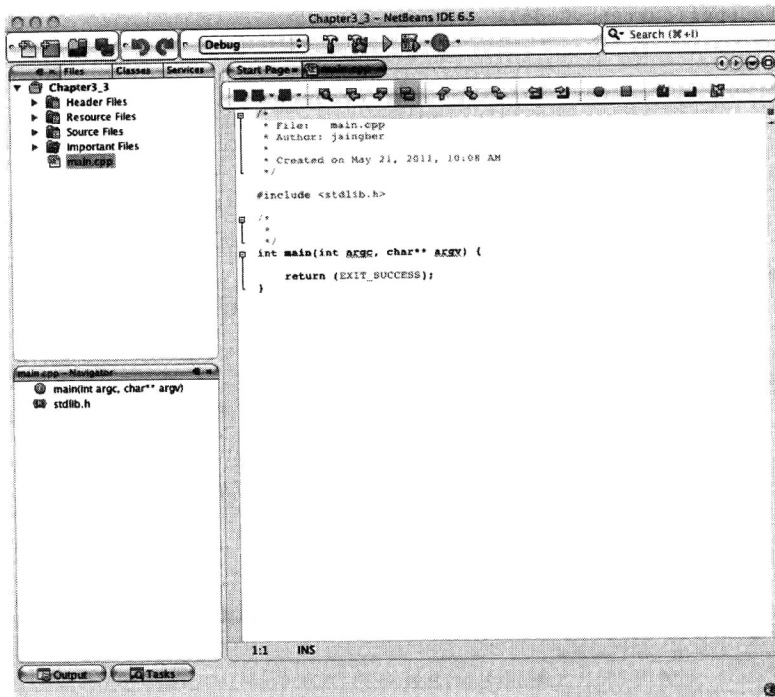 Chapter3_3 – NetBeans IDE 6.5
Debug
Search (⌘+I)
Files
Classes
Services
Chapter3_3
Header Files
Resource Files
Source Files
Important Files
main.cpp
Start Page
main.cpp
/*
* File:   main.cpp
* Author: jaingber
*
* Created on May 21, 2011, 10:08 AM
*/
#include <stdlib.h>
/*
*
*/
int main(int argc, char** argv) {
return (EXIT_SUCCESS);
}
main.cpp - Navigator
main(int argc, char** argv)
stdlib.h
1:1
INS
Output
Tasks